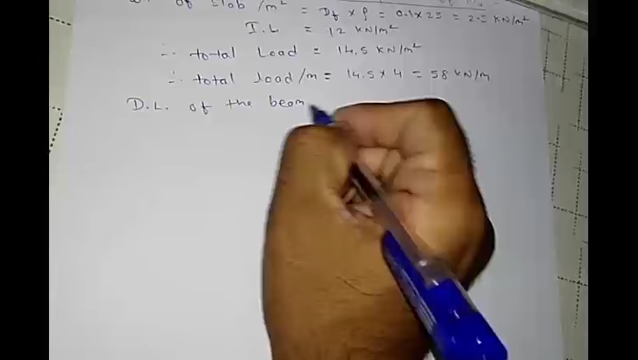 of slab /m² = Df × ρ = 0.1×25 = 2.5 KN/m²
I.L = 12 KN/m²
∴ total Load = 14.5 KN/m²
∴ total load/m = 14.5 × 4 = 58 KN/M
D.L. of the beam